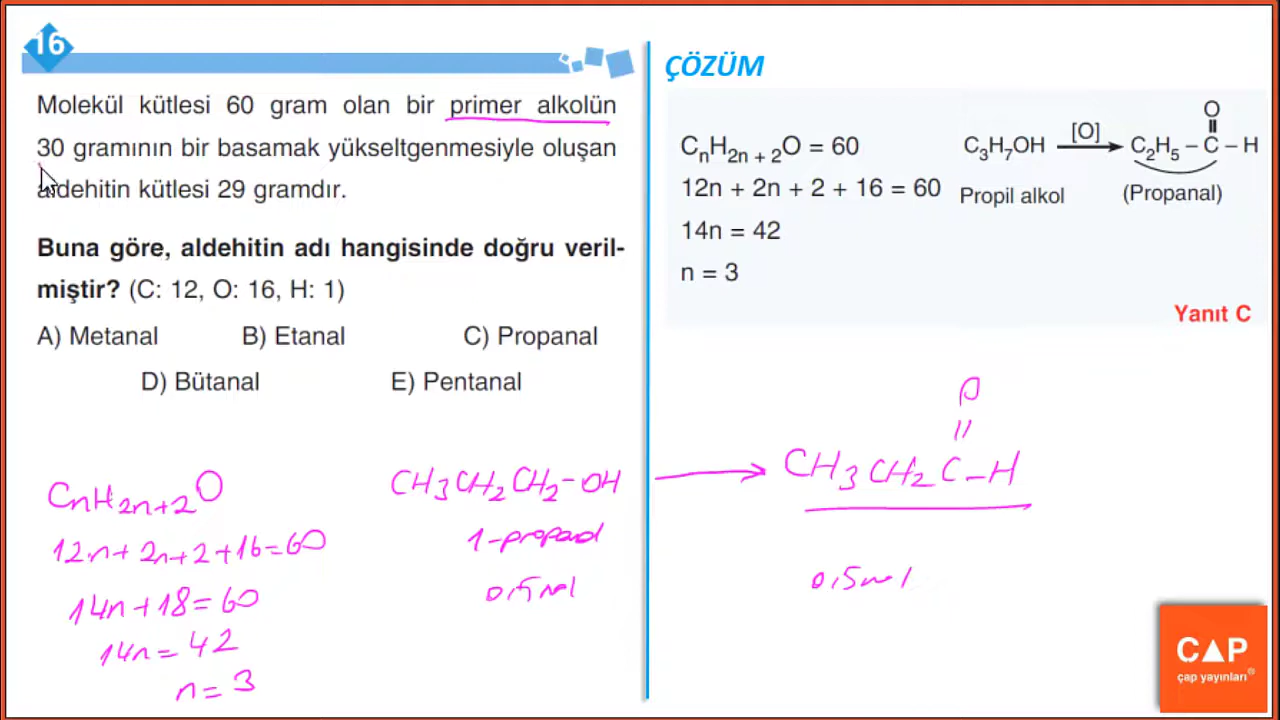 16
Molekül kütlesi 60 gram olan bir primer alkolün
30 gramının bir basamak yükseltgenmesiyle oluşan
aldehitin kütlesi 29 gramdır.
Buna göre, aldehitin adı hangisinde doğru veril-
miştir? (C: 12, O: 16, H: 1)
A) Metanal B) Etanal C) Propanal
D) Bütanal E) Pentanal
CnH2n+2O
12n+2n+2+16=60
14n+18=60
14n=42
n=3
CH3CH2CH2-OH
1-propanol
0,5 mol
ÇÖZÜM
CnH2n + 2O = 60
12n + 2n + 2 + 16 = 60
14n = 42
n = 3
O
C3H7OH [O] C2H5 – C – H
Propil alkol (Propanal)
Yanıt C
O
CH3CH2C-H
0,5mol
CAP
çap yayınları®